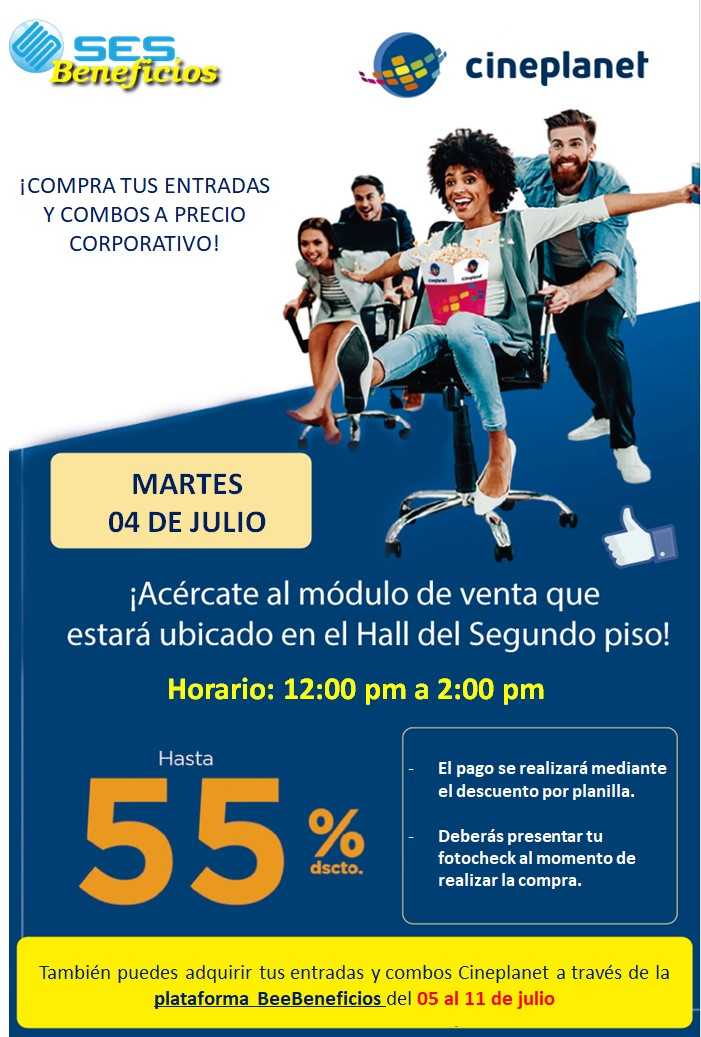 SES
Beneficios
cineplanet
¡COMPRA TUS ENTRADAS
Y COMBOS A PRECIO
CORPORATIVO!
cineplanet
MARTES
04 DE JULIO
¡Acércate al módulo de venta que
estará ubicado en el Hall del Segundo piso!
Horario: 12:00 pm a 2:00 pm
Hasta
55%
dscto.
- El pago se realizará mediante
el descuento por planilla.
- Deberás presentar tu
fotocheck al momento de
realizar la compra.
También puedes adquirir tus entradas y combos Cineplanet a través de la
plataforma BeeBeneficios del 05 al 11 de julio